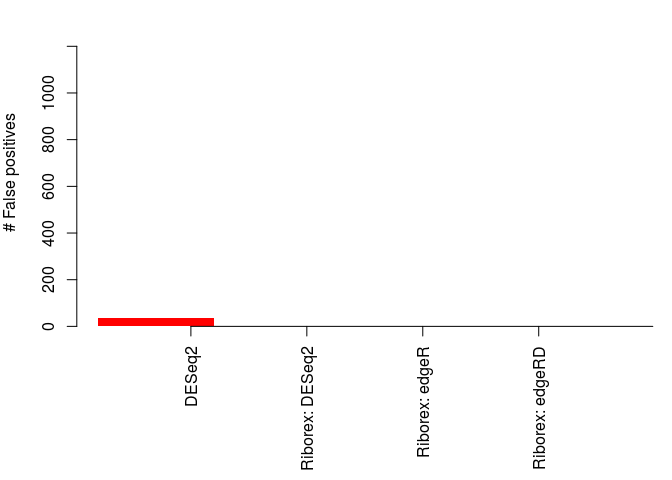 # False positives
1000
800
600
400
200
0
DESeq2
Riborex: DESeq2
Riborex: edgeR
Riborex: edgeRD